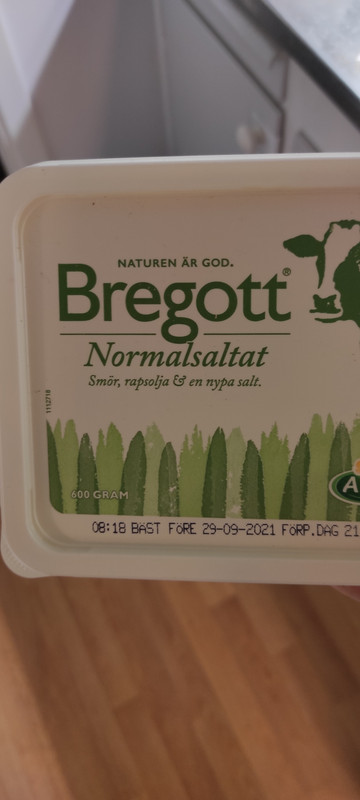 NATUREN ÄR GOD.
Bregott®
Normalsaltat
Smör, rapsolja & en nypa salt.
1112718
600 GRAM
08:18 BÄST FÖRE 29-09-2021 FÖRP.DAG 21